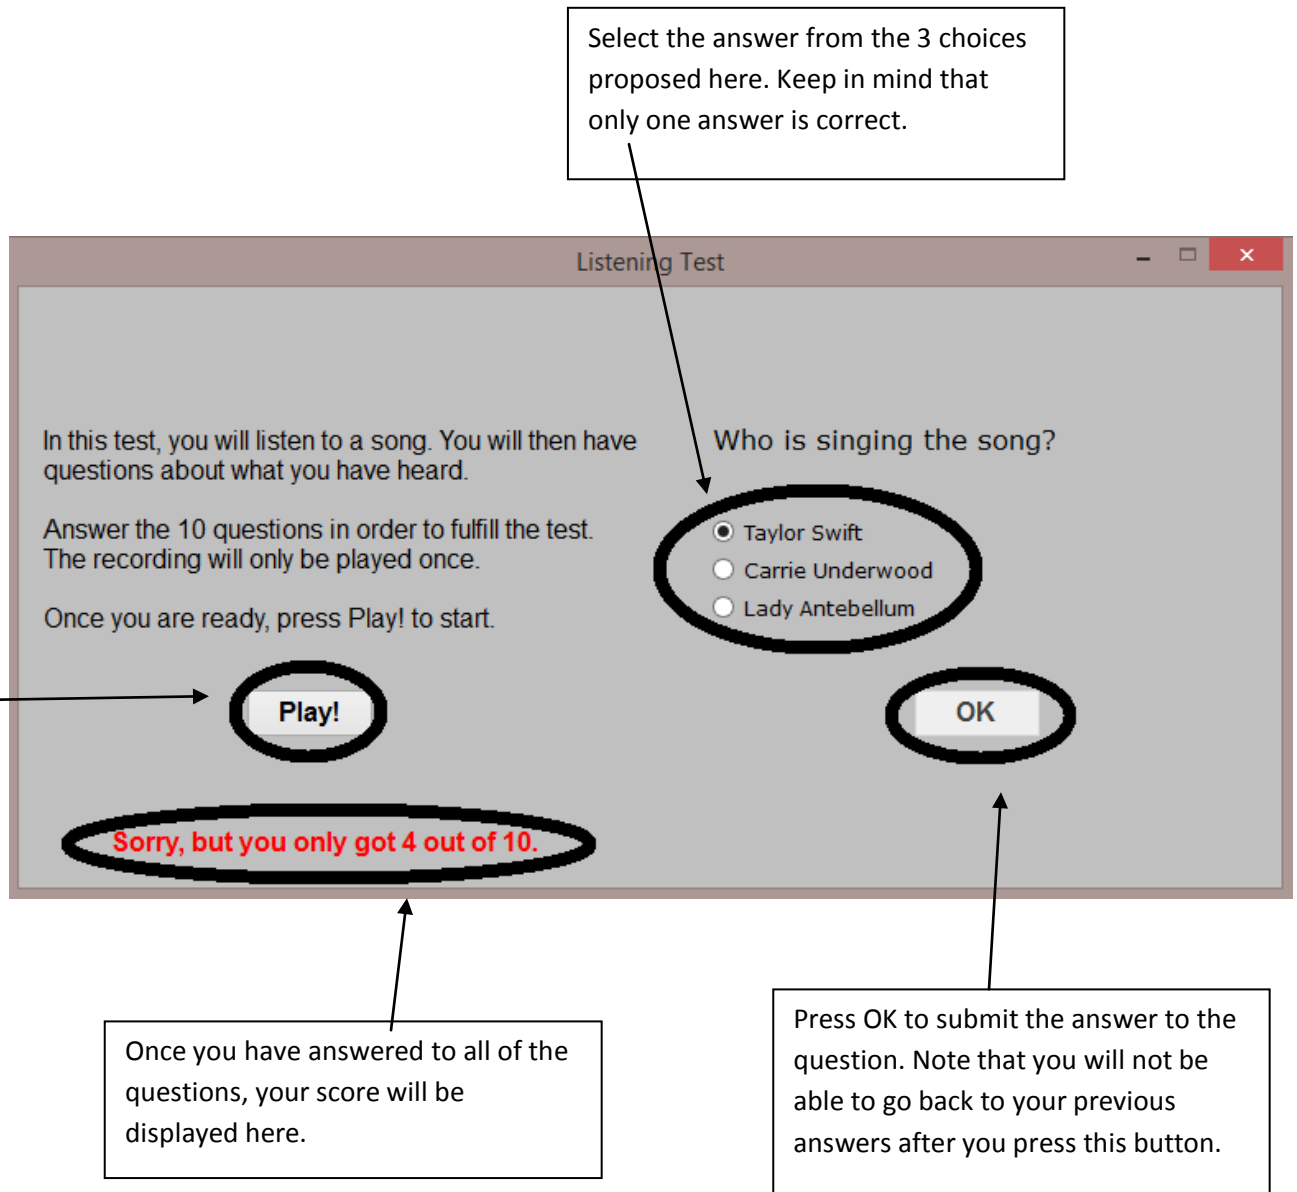 Select the answer from the 3 choices
proposed here. Keep in mind that
only one answer is correct.
Listening Test
In this test, you will listen to a song. You will then have
questions about what you have heard.
Answer the 10 questions in order to fulfill the test.
The recording will only be played once.
Once you are ready, press Play! to start.
Play!
Sorry, but you only got 4 out of 10.
Who is singing the song?
Taylor Swift
Carrie Underwood
Lady Antebellum
OK
Once you have answered to all of the
questions, your score will be
displayed here.
Press OK to submit the answer to the
question. Note that you will not be
able to go back to your previous
answers after you press this button.